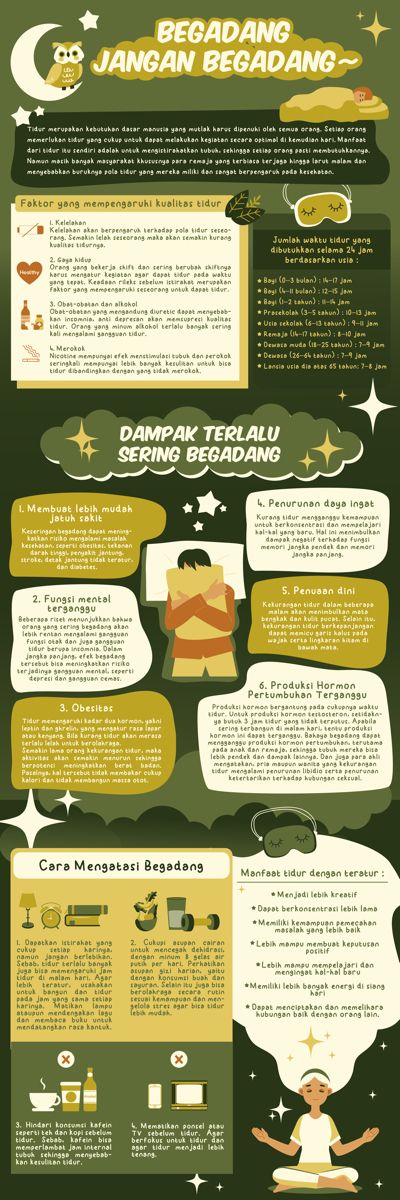 BEGADANG
JANGAN BEGADANG~
Tidur merupakan kebutukan dasar manusia yang mutlak harus dipenuki olek semua orang. Setiap orang
memerlukan tidur yang cukup untuk dapat melakukan kegiatan secara optimal di kemudian kari. Manfaat
dari tidur itu sendiri adalah untuk mengistirahatkan tubuh, sehingga setiap orang pasti membutuhkannya.
Namun masih banyak masyarakat khususnya para remaja yang terbiasa terjaga hingga larut malam dan
menyebabkan buruknya pola tidur yang mereka miliki dan sangat berpengaruh pada kesehatan.
Faktor yang mempengaruhi kualitas tidur
1. Kelelahan
Kelelahan akan berpengaruh terhadap pola tidur seseo-
rang. Semakin lelah seseorang maka akan semakin kurang
kualitas tidurnya.
Healthy
2. Gaya hidup
Orang yang bekerja shift dan sering berubah shiftnya
harus mengatur kegiatan agar dapat tidur pada waktu
yang tepat. Keadaan rileks sebelum istirahat merupakan
faktor yang mempengaruhi seseorang untuk dapat tidur.
3. Obat-obatan dan alkohol
Obat-obatan yang mengandung diuretic dapat menyebab-
kan insomnia, anti depresan akan memsupresi kualitas
tidur. Orang yang minum alkohol terlalu banyak sering
kali mengalami gangguan tidur.
4. Merokok
Nicotine mempunyai efek menstimulasi tubuh dan perokok
seringkali mempunyai lebih banyak kesulitan untuk bisa
tidur dibandingkan dengan yang tidak merokok.
Jumlah waktu tidur yang
dibutuhkan selama 24 jam
berdasarkan usia :
Bagi (0-3 bulan) : 14-17 jam
Bagi (4-11 bulan) : 12-15 jam
Bagi (1-2 tahun) : 11-14 jam
Prasekolah (3-5 tahun) : 10-13 jam
Usia sekolah (6-13 tahun) : 9-11 jam
Remaja (14-17 tahun) : 8-10 jam
Dewasa muda (18-25 tahun) : 7-9 jam
Dewasa (26-64 tahun) : 7-9 jam
Lansia usia dia atas 65 tahun: 7-8 jam
DAMPAK TERLALU
SERING BEGADANG
1. Membuat lebih mudah
jatuh sakit
Keseringan begadang dapat mening-
katkan risiko mengalami masalah
kesehatan, seperti obesitas, tekanan
darah tinggi, penyakit jantung,
stroke, detak jantung tidak teratur,
dan diabetes.
2. Fungsi mental
terganggu
Beberapa riset menunjukkan bahwa
orang yang sering begadang akan
lebih rentan mengalami gangguan
fungsi otak dan juga gangguan
tidur berupa insomnia. Dalam
jangka panjang, efek begadang
tersebut bisa meningkatkan risiko
terjadinya gangguan mental, seperti
depresi dan gangguan cemas.
3. Obesitas
Tidur memengaruhi kadar dua hormon, yakni
leptin dan ghrelin, yang mengatur rasa lapar
atau kenyang. Bila kurang tidur akan merasa
terlalu lelah untuk berolahraga.
Semakin lama orang kekurangan tidur, maka
aktivitas akan semakin menurun sehingga
berpotensi meningkatkan berat badan.
Pasalnya, hal tersebut tidak membakar cukup
kalori dan tidak membangun massa otot.
4. Penurunan daya ingat
Kurang tidur mengganggu kemampuan
untuk berkonsentrasi dan mempelajari
hal-hal yang baru. Hal ini menimbulkan
dampak negatif terhadap fungsi
memori jangka pendek dan memori
jangka panjang.
5. Penuaan dini
Kekurangan tidur dalam beberapa
malam akan menimbulkan mata
bengkak dan kulit pucat. Selain itu,
kekurangan tidur berkepanjangan
dapat memicu garis halus pada
wajah serta lingkaran hitam di
bawah mata.
6. Produksi Hormon
Pertumbuhan Terganggu
Produksi hormon bergantung pada cukupnya waktu
tidur. Untuk produksi hormon testosteron, setidakn-
ya butuh 3 jam tidur yang tidak terputus. Apabila
sering terbangun di malam hari, tentu produksi
hormon ini dapat terganggu. Bahaya begadang dapat
mengganggu produksi hormon pertumbuhan, terutama
pada anak dan remaja, sehingga tubuh mereka bisa
lebih pendek dan dampak lainnya. Dan juga para ahli
mengatakan, pria maupun wanita yang kekurangan
tidur mengalami penurunan libidio serta penurunan
ketertarikan terhadap hubungan seksual.
Cara Mengatasi Begadang
1. Dapatkan istirahat yang
cukup setiap harinya,
namun jangan berlebihan.
Sebab, tidur terlalu banyak
juga bisa memengaruhi jam
tidur di malam hari. Agar
lebih teratur, usahakan
untuk bangun dan tidur
pada jam yang sama setiap
harinya. Matikan lampu
ataupun mendengakan lagu
dan membaca buku untuk
mendatangkan rasa kantuk.
2. Cukupi asupan cairan
untuk mencegah dehidrasi,
dengan minum 8 gelas air
putih per hari. Perhatikan
asupan gizi harian, yaitu
dengan konsumsi buah dan
sayuran. Selain itu juga bisa
berolahraga secara rutin
sesuai kemampuan dan men-
gelola stres agar bisa tidur
lebih mudah.
3. Hindari konsumsi kafein
seperti teh dan kopi sebelum
tidur. Sebab, kafein bisa
memperlambat jam internal
tubuh sehingga menyebab-
kan kesulitan tidur.
4. Mematikan ponsel atau
TV sebelum tidur. Agar
berfokus untuk tidur dan
agar tidur menjadi lebih
tenang.
Manfaat tidur dengan teratur :
Menjadi lebih kreatif
Dapat berkonsentrasi lebih lama
Memiliki kemampuan pemecahan
masalah yang lebih baik
Lebih mampu membuat keputusan
positif
Lebih mampu mempelajari dan
mengingat hal-hal baru
Memiliki lebih banyak energi di siang
hari
Dapat menciptakan dan memelihara
hubungan baik dengan orang lain.